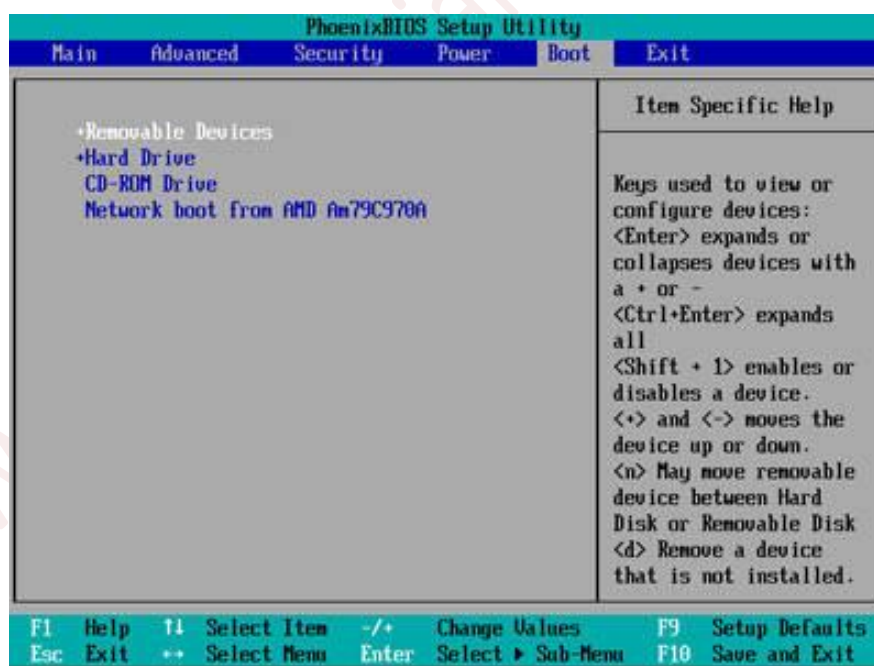 PhoenixBIOS Setup Utility
Main Advanced Security Power Boot Exit
+Removable Devices
+Hard Drive
CD-ROM Drive
Network boot from AMD Am79C970A
Item Specific Help
Keys used to view or
configure devices:
<Enter> expands or
collapses devices with
a + or -
<Ctrl+Enter> expands
all
<Shift + 1> enables or
disables a device.
<+> and <-> moves the
device up or down.
<n> May move removable
device between Hard
Disk or Removable Disk
<d> Remove a device
that is not installed.
F1 Help ↑↓ Select Item -/+ Change Values F9 Setup Defaults
Esc Exit ↔ Select Menu Enter Select ▶ Sub-Menu F10 Save and Exit